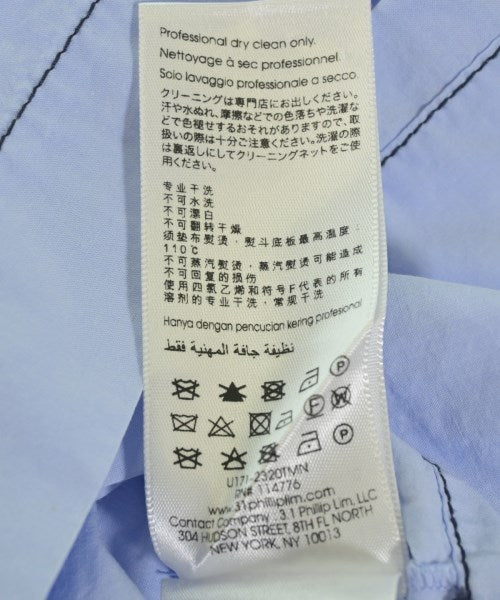 Professional dry clean only.
Nettoyage à sec professionnel.
Solo lavaggio professionale a secco.
クリーニングは専門店にお出しください。
汗や水ぬれ、摩擦などでの色落ちや洗濯な
どで色褪せするおそれがありますので、取
扱いの際は十分ご注意ください。洗濯の際
は裏返しにしてクリーニングネットをご使
用ください。
专业干洗
不可水洗
不可漂白
不可翻转干燥
须垫布熨烫，熨斗底板最高温度：
110℃
不可蒸汽熨烫，蒸汽熨烫可能造成
不可回复的损伤
使用四氯乙烯和符号F代表的所有
溶剂的专业干洗，常规干洗
Hanya dengan pencucian kering profesional
نظيفة جافة المهنية فقط
P
F W
P
U171-2320TMN
RN# 114776
www.31philliplim.com
Contact Company : 3.1 Phillip Lim, LLC
304 HUDSON STREET, 8TH FL NORTH
NEW YORK, NY 10013